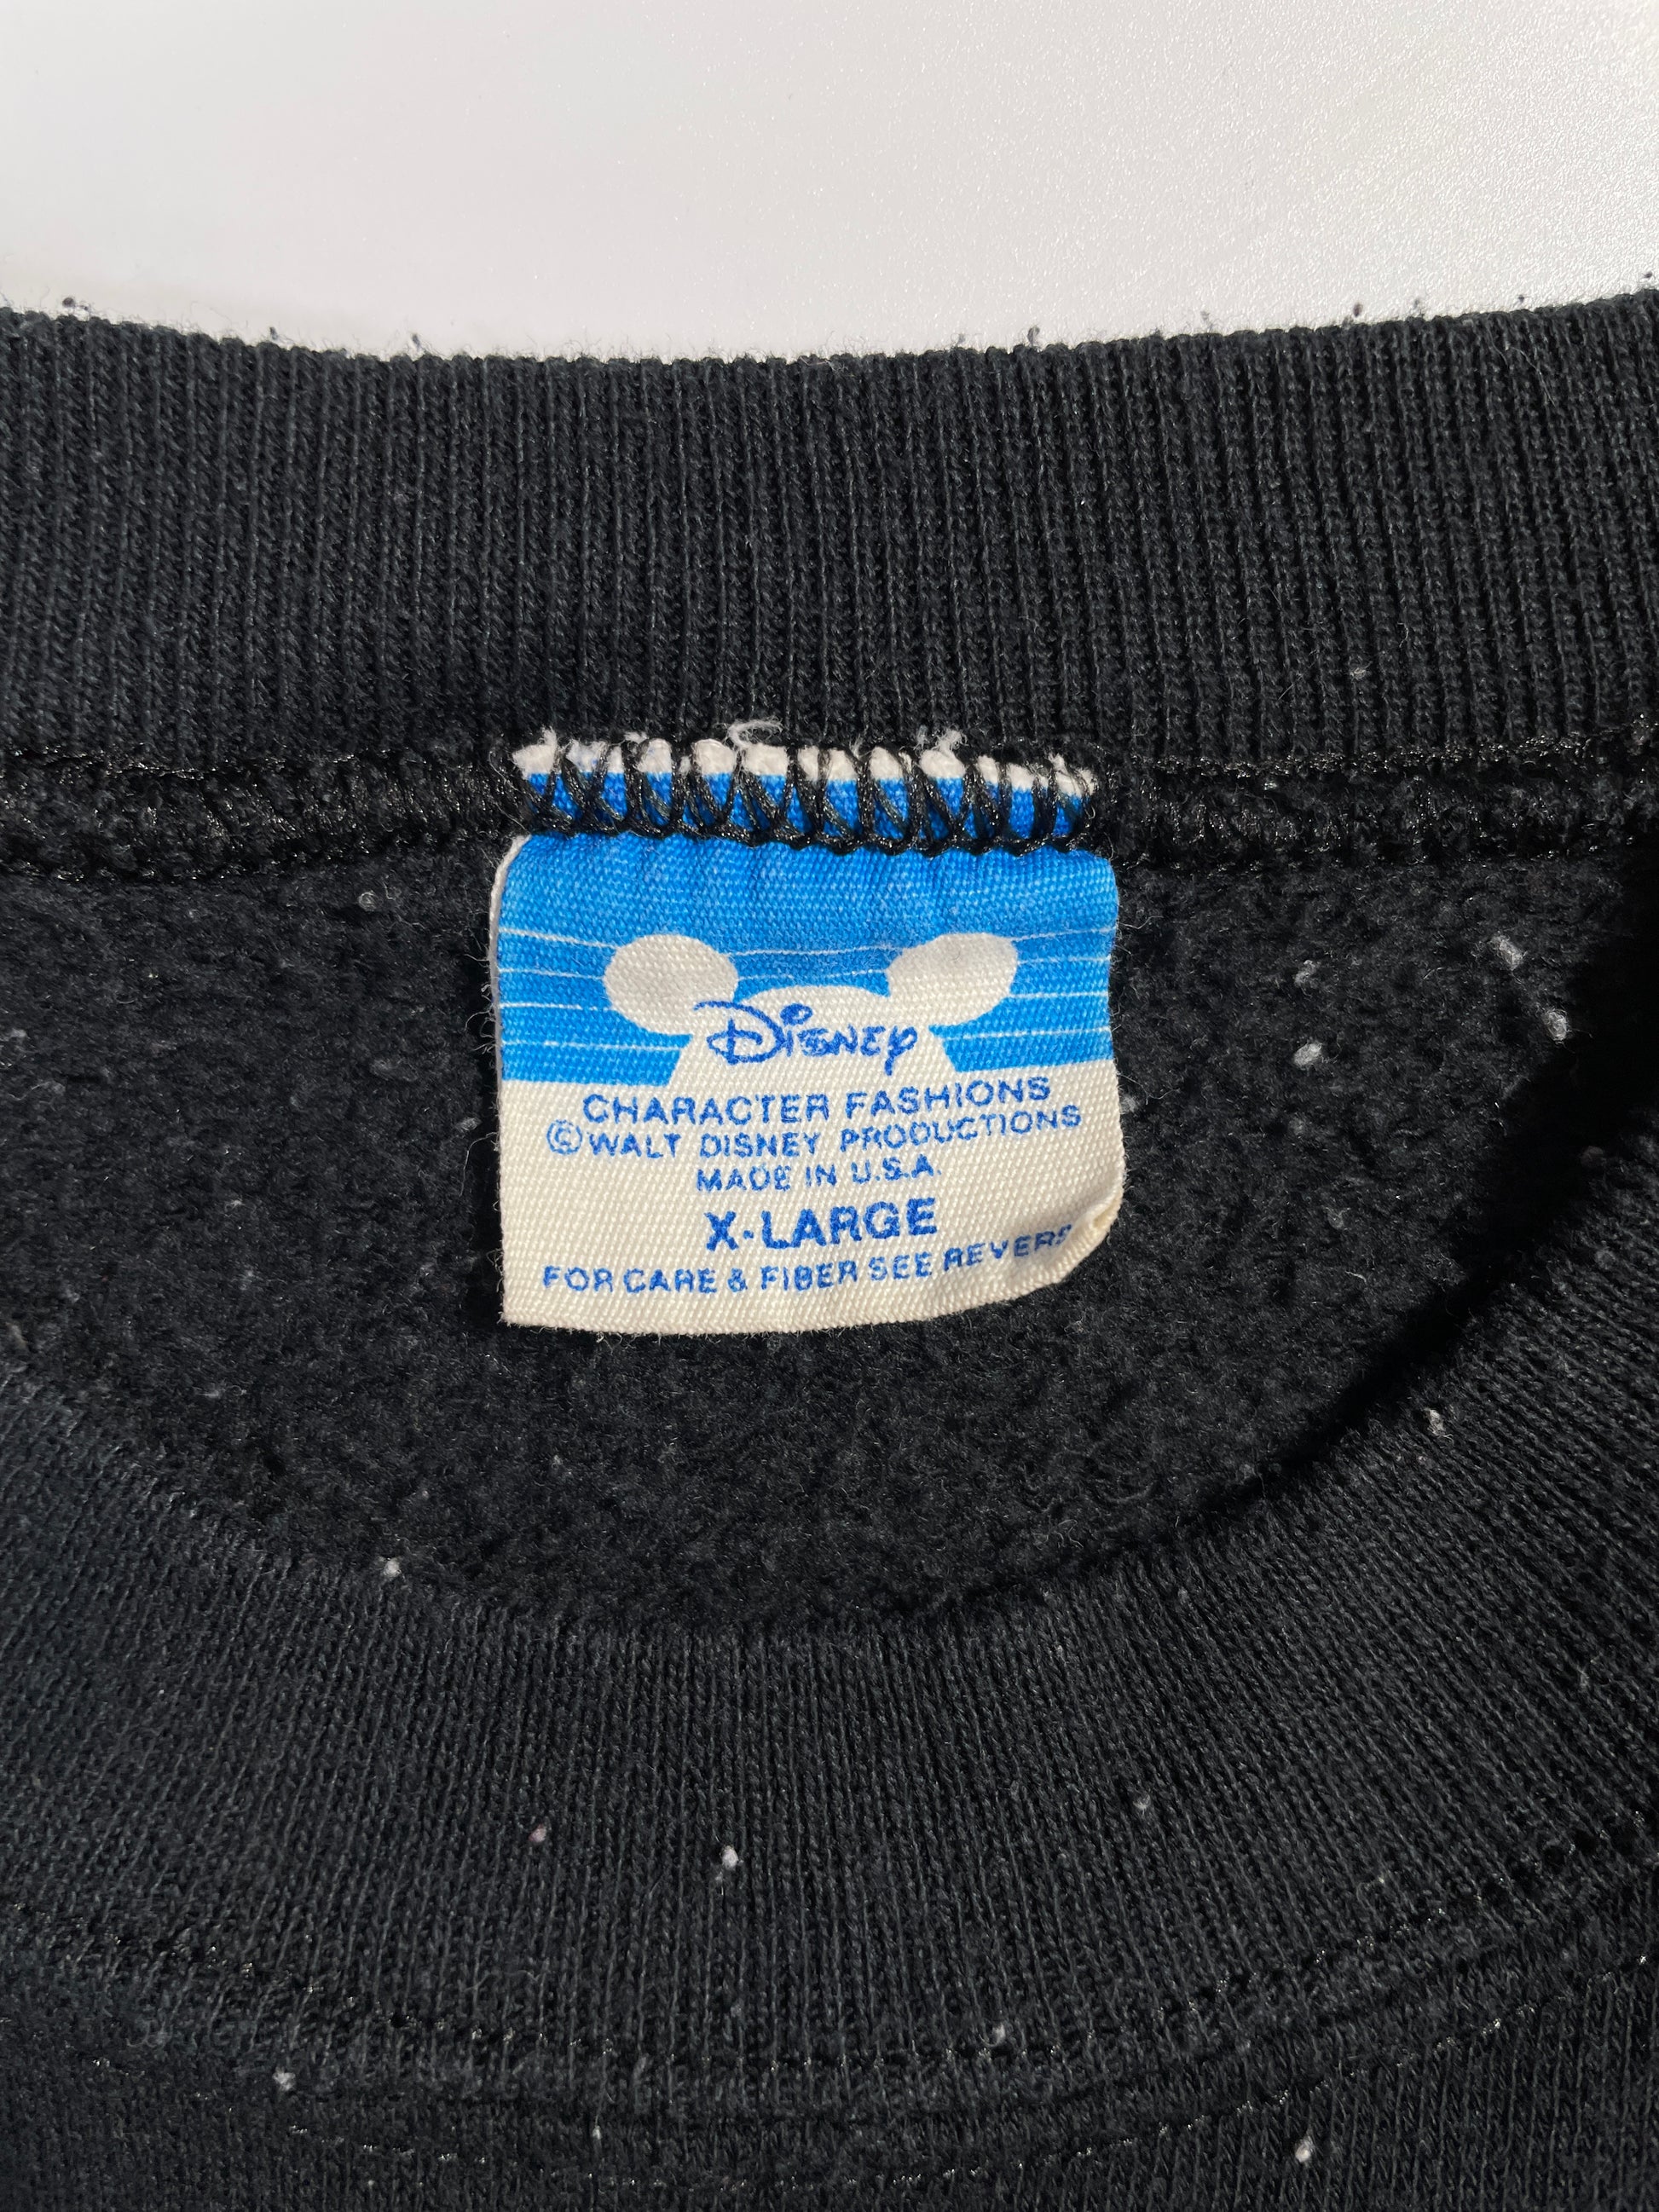 Disney
CHARACTER FASHIONS
©WALT DISNEY PRODUCTIONS
MADE IN U.S.A.
X-LARGE
FOR CARE & FIBER SEE REVERS